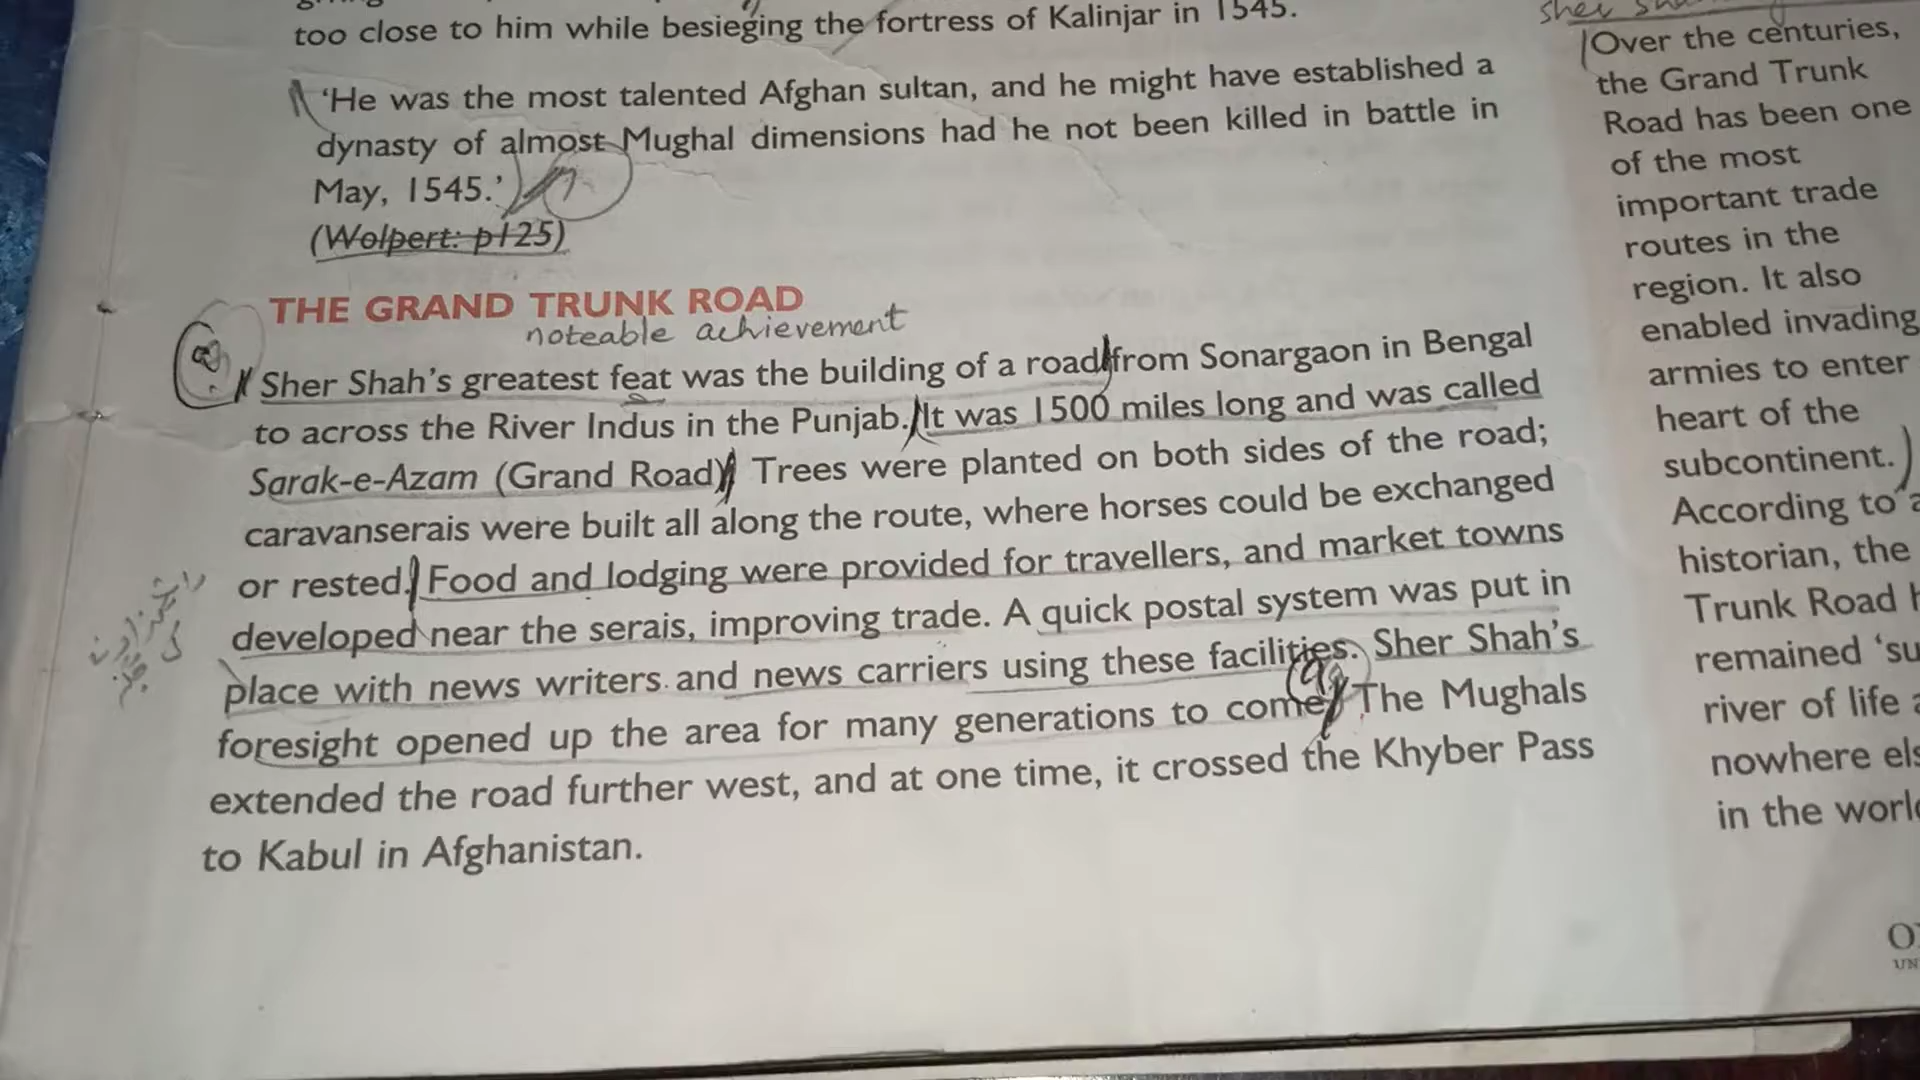 too close to him while besieging the fortress of Kalinjar in 1545.
'He was the most talented Afghan sultan, and he might have established a
dynasty of almost Mughal dimensions had he not been killed in battle in
May, 1545.'
(Wolpert: p125)
THE GRAND TRUNK ROAD
noteable achievement
Sher Shah's greatest feat was the building of a road from Sonargaon in Bengal
to across the River Indus in the Punjab. It was 1500 miles long and was called
Sarak-e-Azam (Grand Road) Trees were planted on both sides of the road;
caravanserais were built all along the route, where horses could be exchanged
or rested. Food and lodging were provided for travellers, and market towns
developed near the serais, improving trade. A quick postal system was put in
place with news writers and news carriers using these facilities. Sher Shah's
foresight opened up the area for many generations to come. The Mughals
extended the road further west, and at one time, it crossed the Khyber Pass
to Kabul in Afghanistan.
sher
Over the centuries,
the Grand Trunk
Road has been one
of the most
important trade
routes in the
region. It also
enabled invading
armies to enter
heart of the
subcontinent.
According to
historian, the
Trunk Road
remained 'su
river of life
nowhere els
in the worl
O
UN